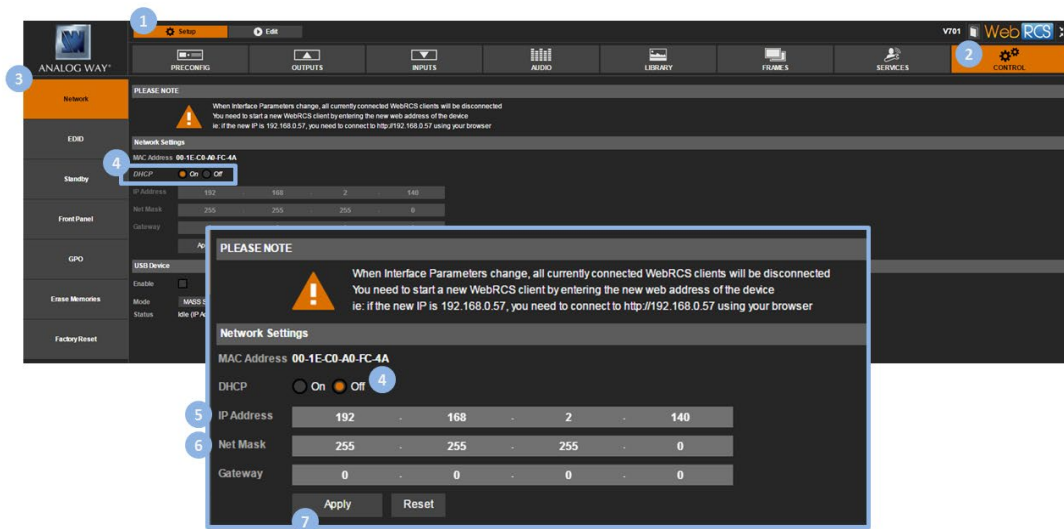 1 Setup Edit V701 WebRCS
ANALOG WAY®
PRECONFIG OUTPUTS INPUTS AUDIO LIBRARY FRAMES SERVICES 2 CONTROL
3
Network
EDID
Standby
Front Panel
GPO
Erase Memories
Factory Reset
PLEASE NOTE
When Interface Parameters change, all currently connected WebRCS clients will be disconnected
You need to start a new WebRCS client by entering the new web address of the device
ie: if the new IP is 192.168.0.57, you need to connect to http://192.168.0.57 using your browser
Network Settings
MAC Address 00-1E-C0-A0-FC-4A
4
DHCP On Off
IP Address 192 . 168 . 2 . 140
Net Mask 255 . 255 . 255 . 0
Gateway
USB Device
Enable
Mode
Status Idle
PLEASE NOTE
When Interface Parameters change, all currently connected WebRCS clients will be disconnected
You need to start a new WebRCS client by entering the new web address of the device
ie: if the new IP is 192.168.0.57, you need to connect to http://192.168.0.57 using your browser
Network Settings
MAC Address 00-1E-C0-A0-FC-4A
DHCP On Off 4
5 IP Address 192 . 168 . 2 . 140
6 Net Mask 255 . 255 . 255 . 0
Gateway 0 . 0 . 0 . 0
Apply Reset
7